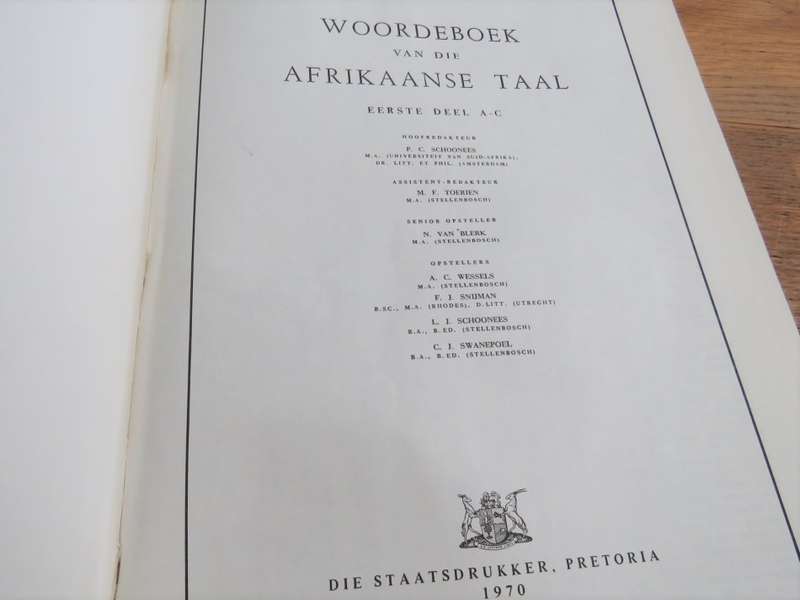 WOORDEBOEK
VAN DIE
AFRIKAANSE TAAL
EERSTE DEEL A-C
HOOFREDAKTEUR
P. C. SCHOONEES
M.A. (UNIVERSITEIT VAN SUID-AFRIKA),
DR. LITT. ET PHIL. (AMSTERDAM)
ASSISTENT-REDAKTEUR
M. F. TOERIEN
M.A. (STELLENBOSCH)
SENIOR OPSTELLER
N. VAN BLERK
M.A. (STELLENBOSCH)
OPSTELLERS
A. C. WESSELS
M.A. (STELLENBOSCH)
F. J. SNIJMAN
B.SC., M.A. (RHODES), D.LITT. (UTRECHT)
L. J. SCHOONEES
B.A., B.ED. (STELLENBOSCH)
C. J. SWANEPOEL
B.A., B.ED. (STELLENBOSCH)
DIE STAATSDRUKKER, PRETORIA
1970